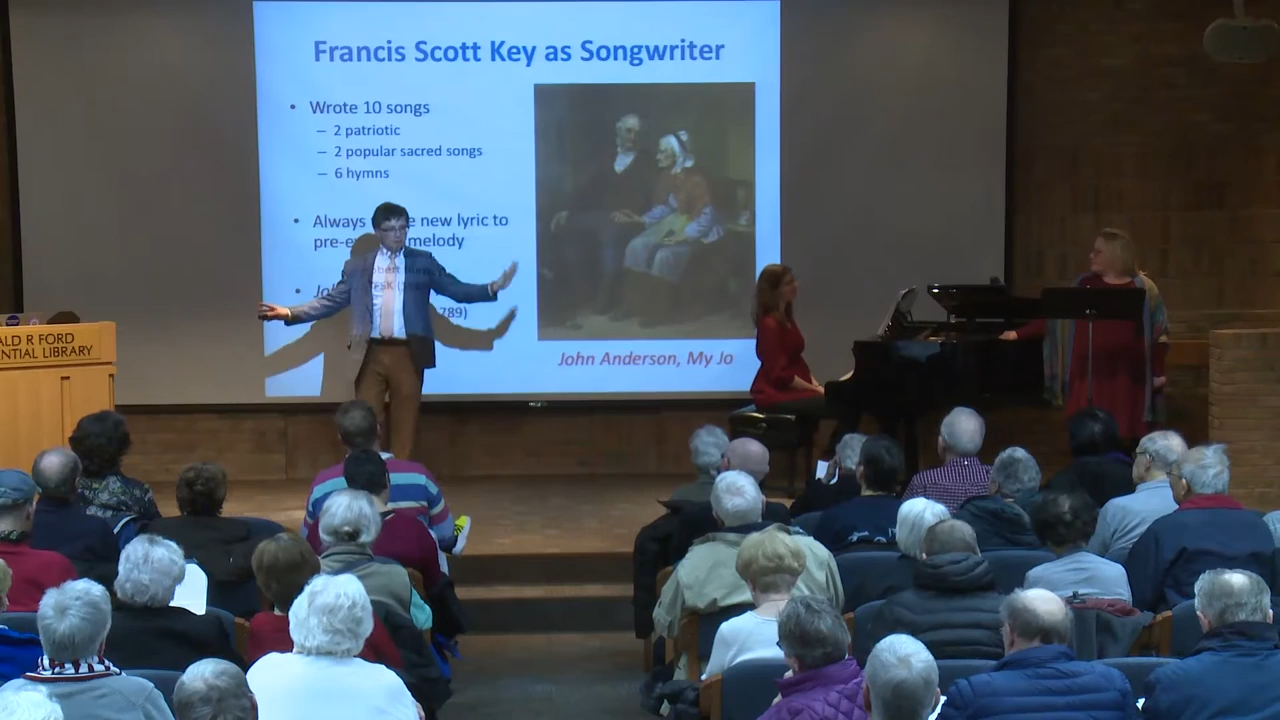 Francis Scott Key as Songwriter
• Wrote 10 songs
– 2 patriotic
– 2 popular sacred songs
– 6 hymns
• Always new lyric to
melody
789)
John Anderson, My Jo
ALD R FORD
ENTIAL LIBRARY